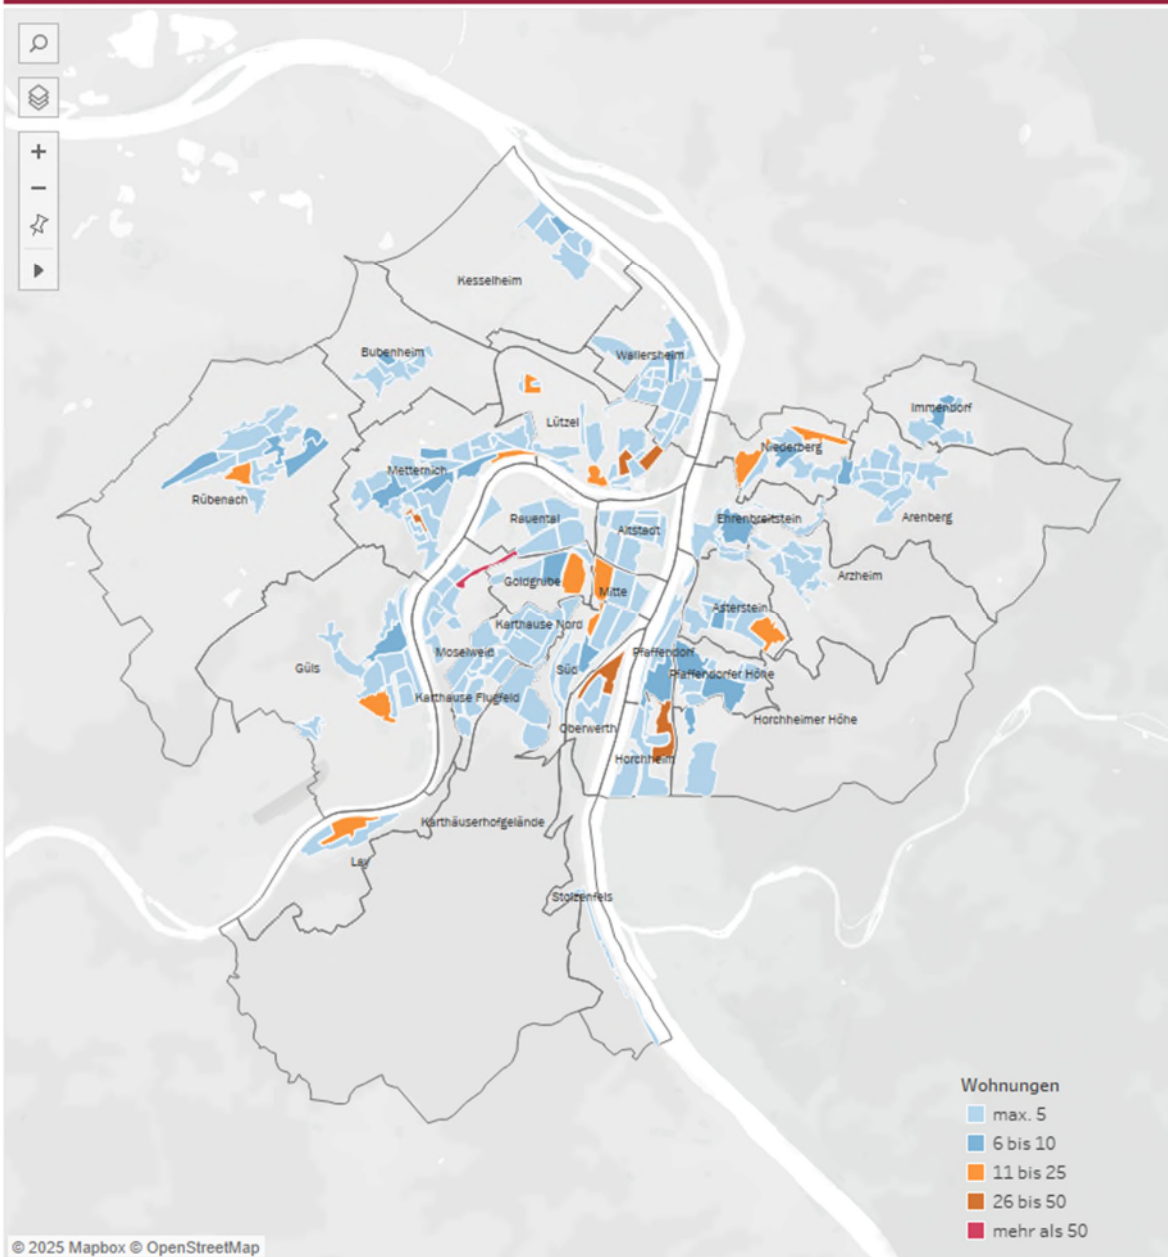 Kesselheim
Bubenheim
Wallersheim
Immendorf
Lützel
Niederberg
Metternich
Rübenach
Rauental
Altstadt
Ehrenbreitstein
Arenberg
Goldgrube
Mitte
Arzheim
Asterstein
Karthause Nord
Moselweiß
Güls
Süd
Pfaffendorf
Pfaffendorfer Höhe
Karthause Flugfeld
Oberwerth
Horchheimer Höhe
Horchheim
Karthäuserhofgelände
Lay
Stolzenfels
Wohnungen
max. 5
6 bis 10
11 bis 25
26 bis 50
mehr als 50
© 2025 Mapbox © OpenStreetMap